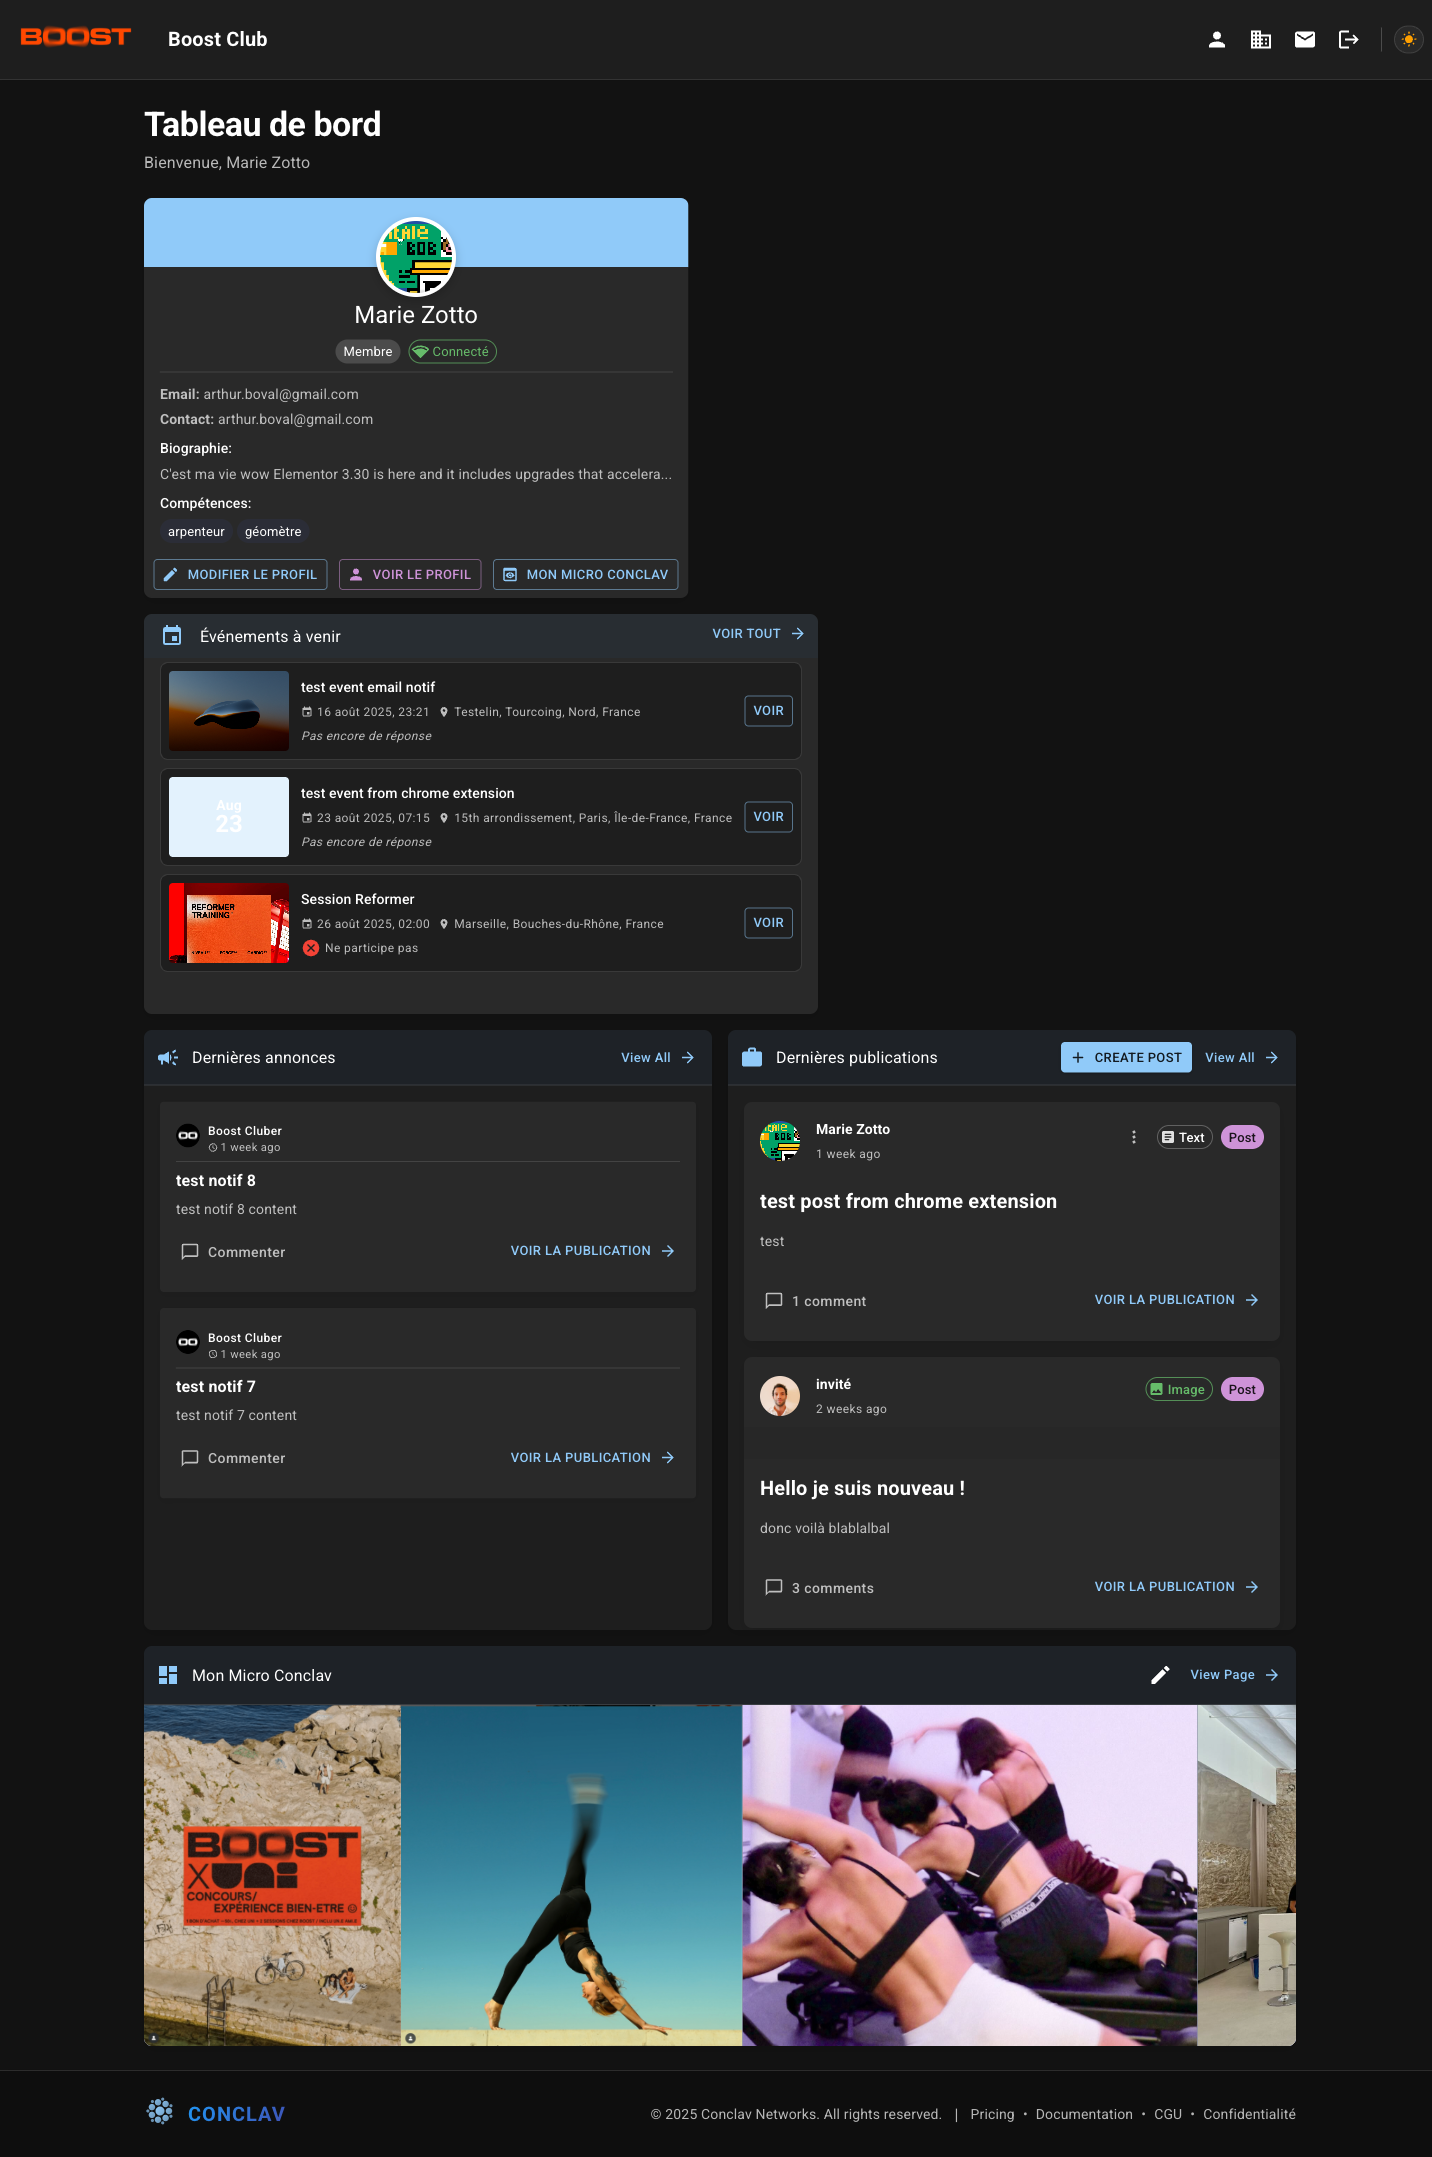 BOOST
Boost Club
Tableau de bord
Bienvenue, Marie Zotto
BOB
Marie Zotto
Membre
Connecté
Email: arthur.boval@gmail.com
Contact: arthur.boval@gmail.com
Biographie:
C'est ma vie wow Elementor 3.30 is here and it includes upgrades that accelera...
Compétences:
arpenteur
géomètre
MODIFIER LE PROFIL
VOIR LE PROFIL
MON MICRO CONCLAV
Événements à venir
VOIR TOUT
test event email notif
16 août 2025, 23:21
Testelin, Tourcoing, Nord, France
Pas encore de réponse
VOIR
Aug
23
test event from chrome extension
23 août 2025, 07:15
15th arrondissement, Paris, Île-de-France, France
Pas encore de réponse
VOIR
REFORMER
TRAINING
Session Reformer
26 août 2025, 02:00
Marseille, Bouches-du-Rhône, France
Ne participe pas
VOIR
Dernières annonces
View All
Boost Cluber
1 week ago
test notif 8
test notif 8 content
Commenter
VOIR LA PUBLICATION
Boost Cluber
1 week ago
test notif 7
test notif 7 content
Commenter
VOIR LA PUBLICATION
Dernières publications
CREATE POST
View All
Marie Zotto
1 week ago
Text
Post
test post from chrome extension
test
1 comment
VOIR LA PUBLICATION
invité
2 weeks ago
Image
Post
Hello je suis nouveau !
donc voilà blablalbal
3 comments
VOIR LA PUBLICATION
Mon Micro Conclav
View Page
BOOST
X uni
CONCOURS/
EXPÉRIENCE BIEN-ETRE
CONCLAV
© 2025 Conclav Networks. All rights reserved. | Pricing • Documentation • CGU • Confidentialité